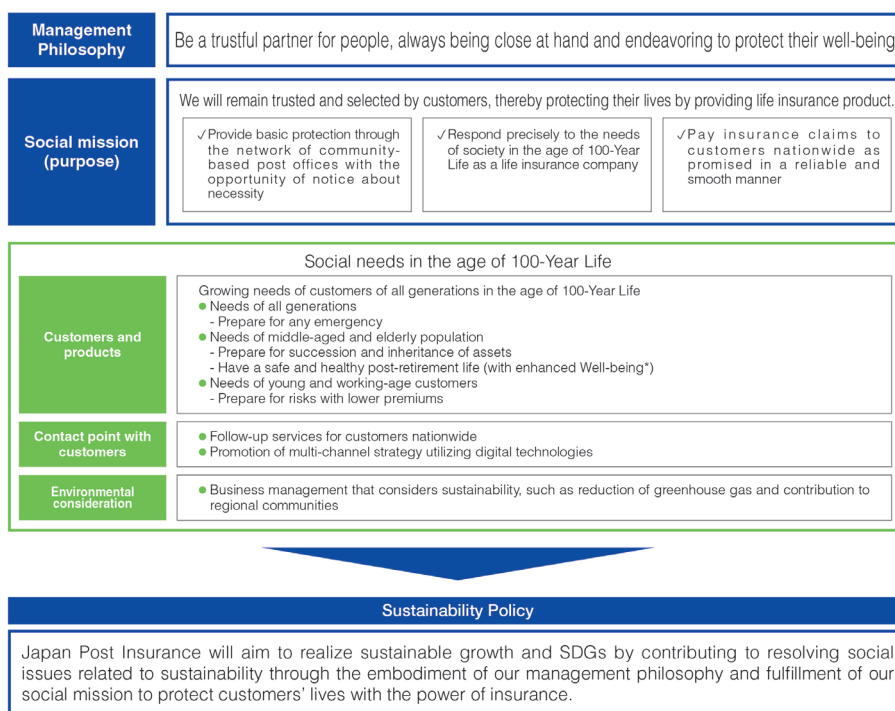 Management
Philosophy
Be a trustful partner for people, always being close at hand and endeavoring to protect their well-being
Social mission
(purpose)
We will remain trusted and selected by customers, thereby protecting their lives by providing life insurance product.
✓Provide basic protection through
the network of community-
based post offices with the
opportunity of notice about
necessity
✓Respond precisely to the needs
of society in the age of 100-Year
Life as a life insurance company
✓Pay insurance claims to
customers nationwide as
promised in a reliable and
smooth manner
Social needs in the age of 100-Year Life
Customers and
products
Growing needs of customers of all generations in the age of 100-Year Life
● Needs of all generations
- Prepare for any emergency
● Needs of middle-aged and elderly population
- Prepare for succession and inheritance of assets
- Have a safe and healthy post-retirement life (with enhanced Well-being*)
● Needs of young and working-age customers
- Prepare for risks with lower premiums
Contact point with
customers
● Follow-up services for customers nationwide
● Promotion of multi-channel strategy utilizing digital technologies
Environmental
consideration
● Business management that considers sustainability, such as reduction of greenhouse gas and contribution to
regional communities
Sustainability Policy
Japan Post Insurance will aim to realize sustainable growth and SDGs by contributing to resolving social
issues related to sustainability through the embodiment of our management philosophy and fulfillment of our
social mission to protect customers' lives with the power of insurance.